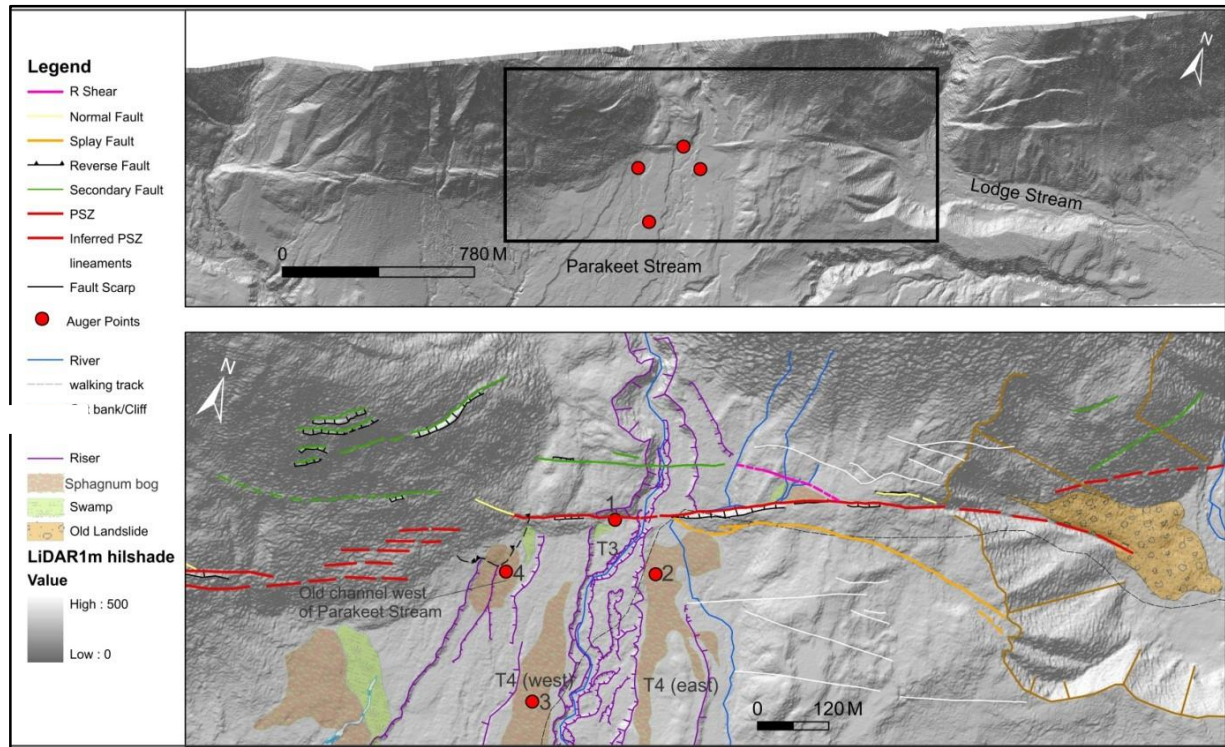 Legend
R Shear
Normal Fault
Splay Fault
Reverse Fault
Secondary Fault
PSZ
Inferred PSZ
lineaments
Fault Scarp
Auger Points
River
walking track
bank/Cliff
Riser
Sphagnum bog
Swamp
Old Landslide
LiDAR1m hilshade
Value
High : 500
Low : 0
N
Lodge Stream
0 780 M
Parakeet Stream
N
1
T3
4
2
Old channel west
of Parakeet Stream
T4 (west)
3
T4 (east)
0 120 M